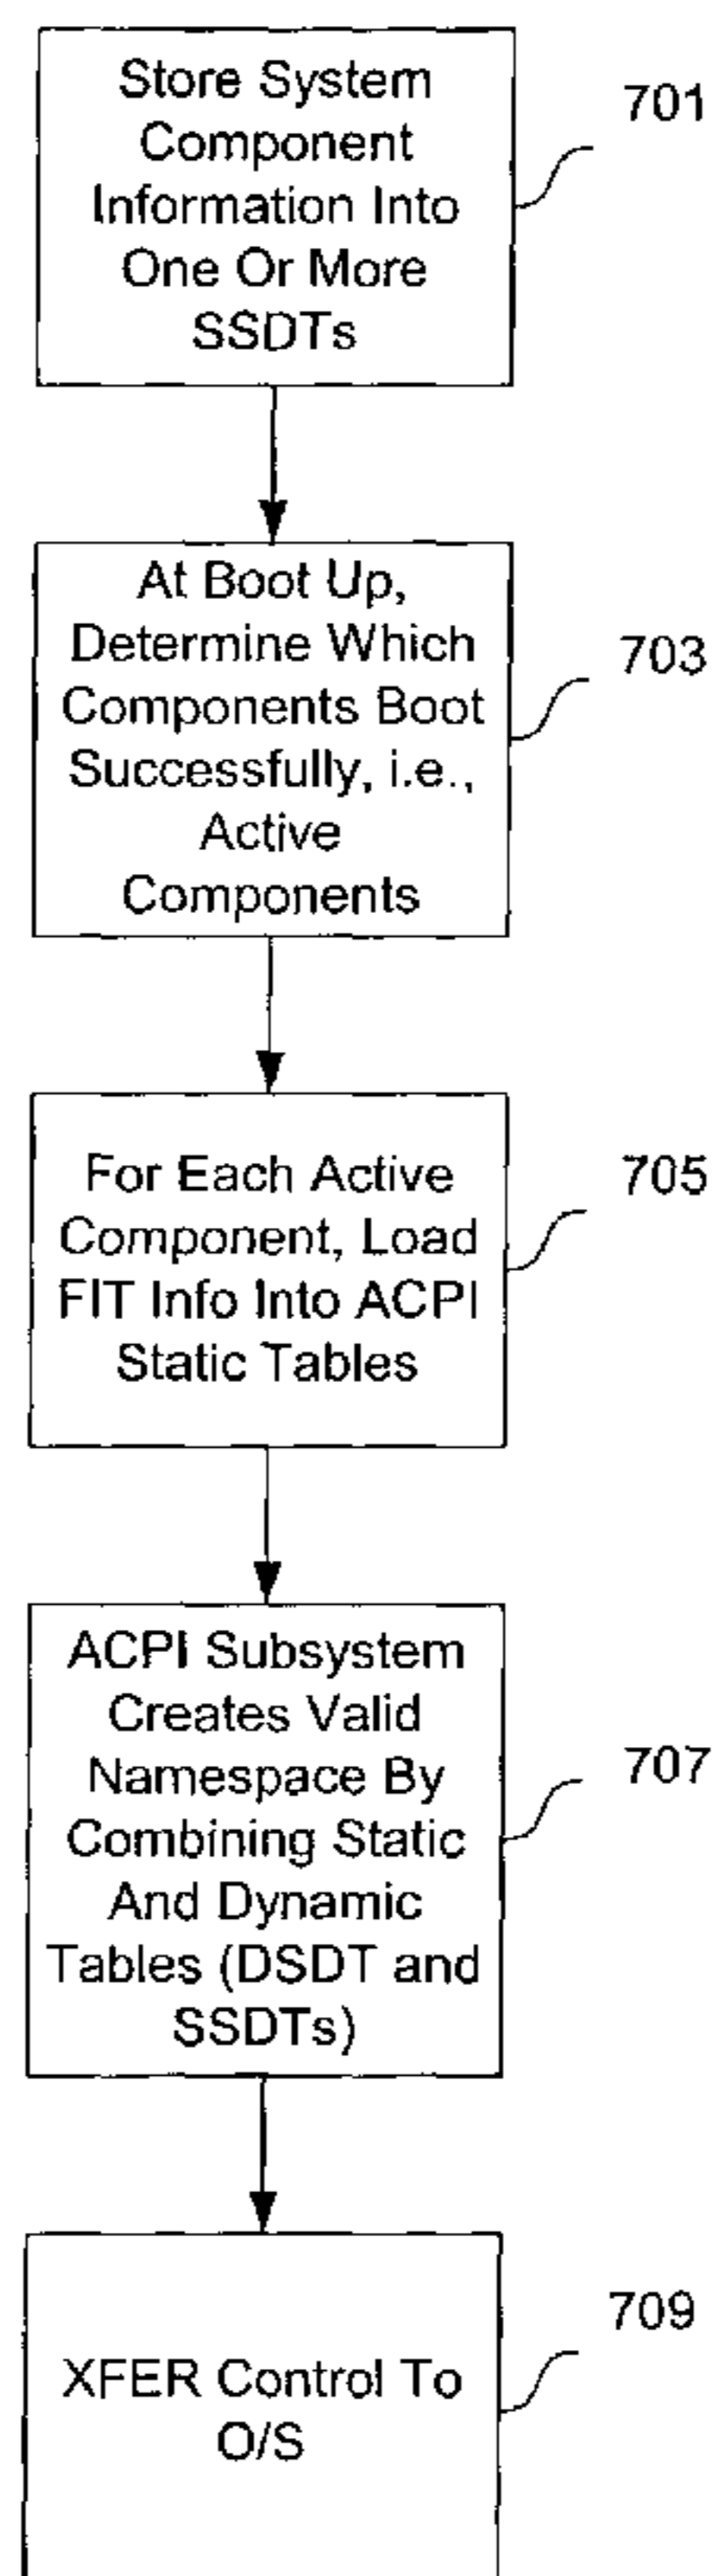 Store System
Component
Information Into
One Or More
SSDTs
701
At Boot Up,
Determine Which
Components Boot
Successfully, i.e.,
Active
Components
703
For Each Active
Component, Load
FIT Info Into ACPI
Static Tables
705
ACPI Subsystem
Creates Valid
Namespace By
Combining Static
And Dynamic
Tables (DSDT and
SSDTs)
707
XFER Control To
O/S
709